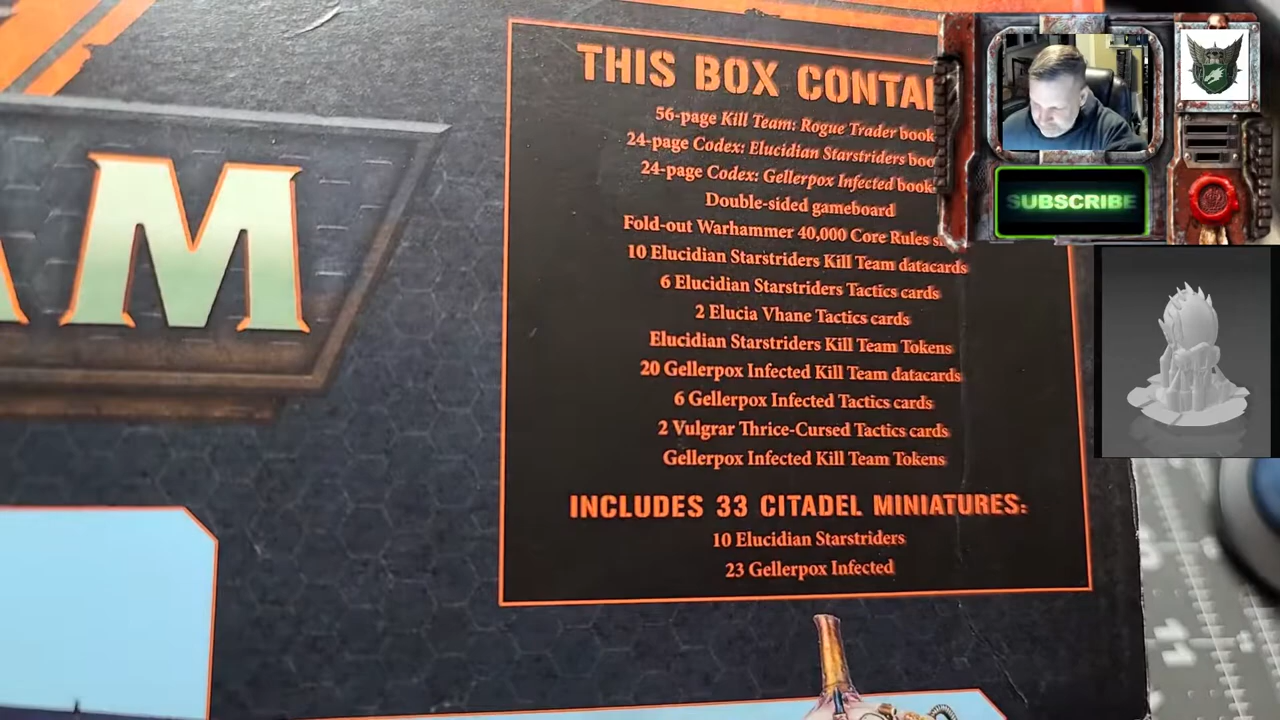 THIS BOX CONTAI
56-page Kill Team: Rogue Trader book
24-page Codex: Elucidian Starstriders boo
24-page Codex: Gellerpox Infected book
Double-sided gameboard
Fold-out Warhammer 40,000 Core Rules s
10 Elucidian Starstriders Kill Team datacards
6 Elucidian Starstriders Tactics cards
2 Elucia Vhane Tactics cards
Elucidian Starstriders Kill Team Tokens
20 Gellerpox Infected Kill Team datacards
6 Gellerpox Infected Tactics cards
2 Vulgrar Thrice-Cursed Tactics cards
Gellerpox Infected Kill Team Tokens
INCLUDES 33 CITADEL MINIATURES:
10 Elucidian Starstriders
23 Gellerpox Infected
AM
SUBSCRIBE